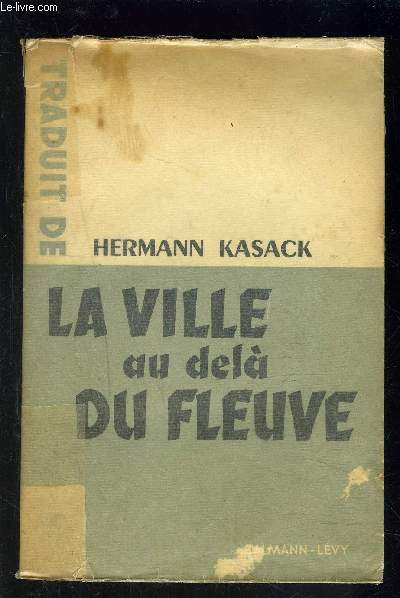 Le-livre.com
TRADUIT DE
HERMANN KASACK
LA VILLE
au delà
DU FLEUVE
MANN-LEVY